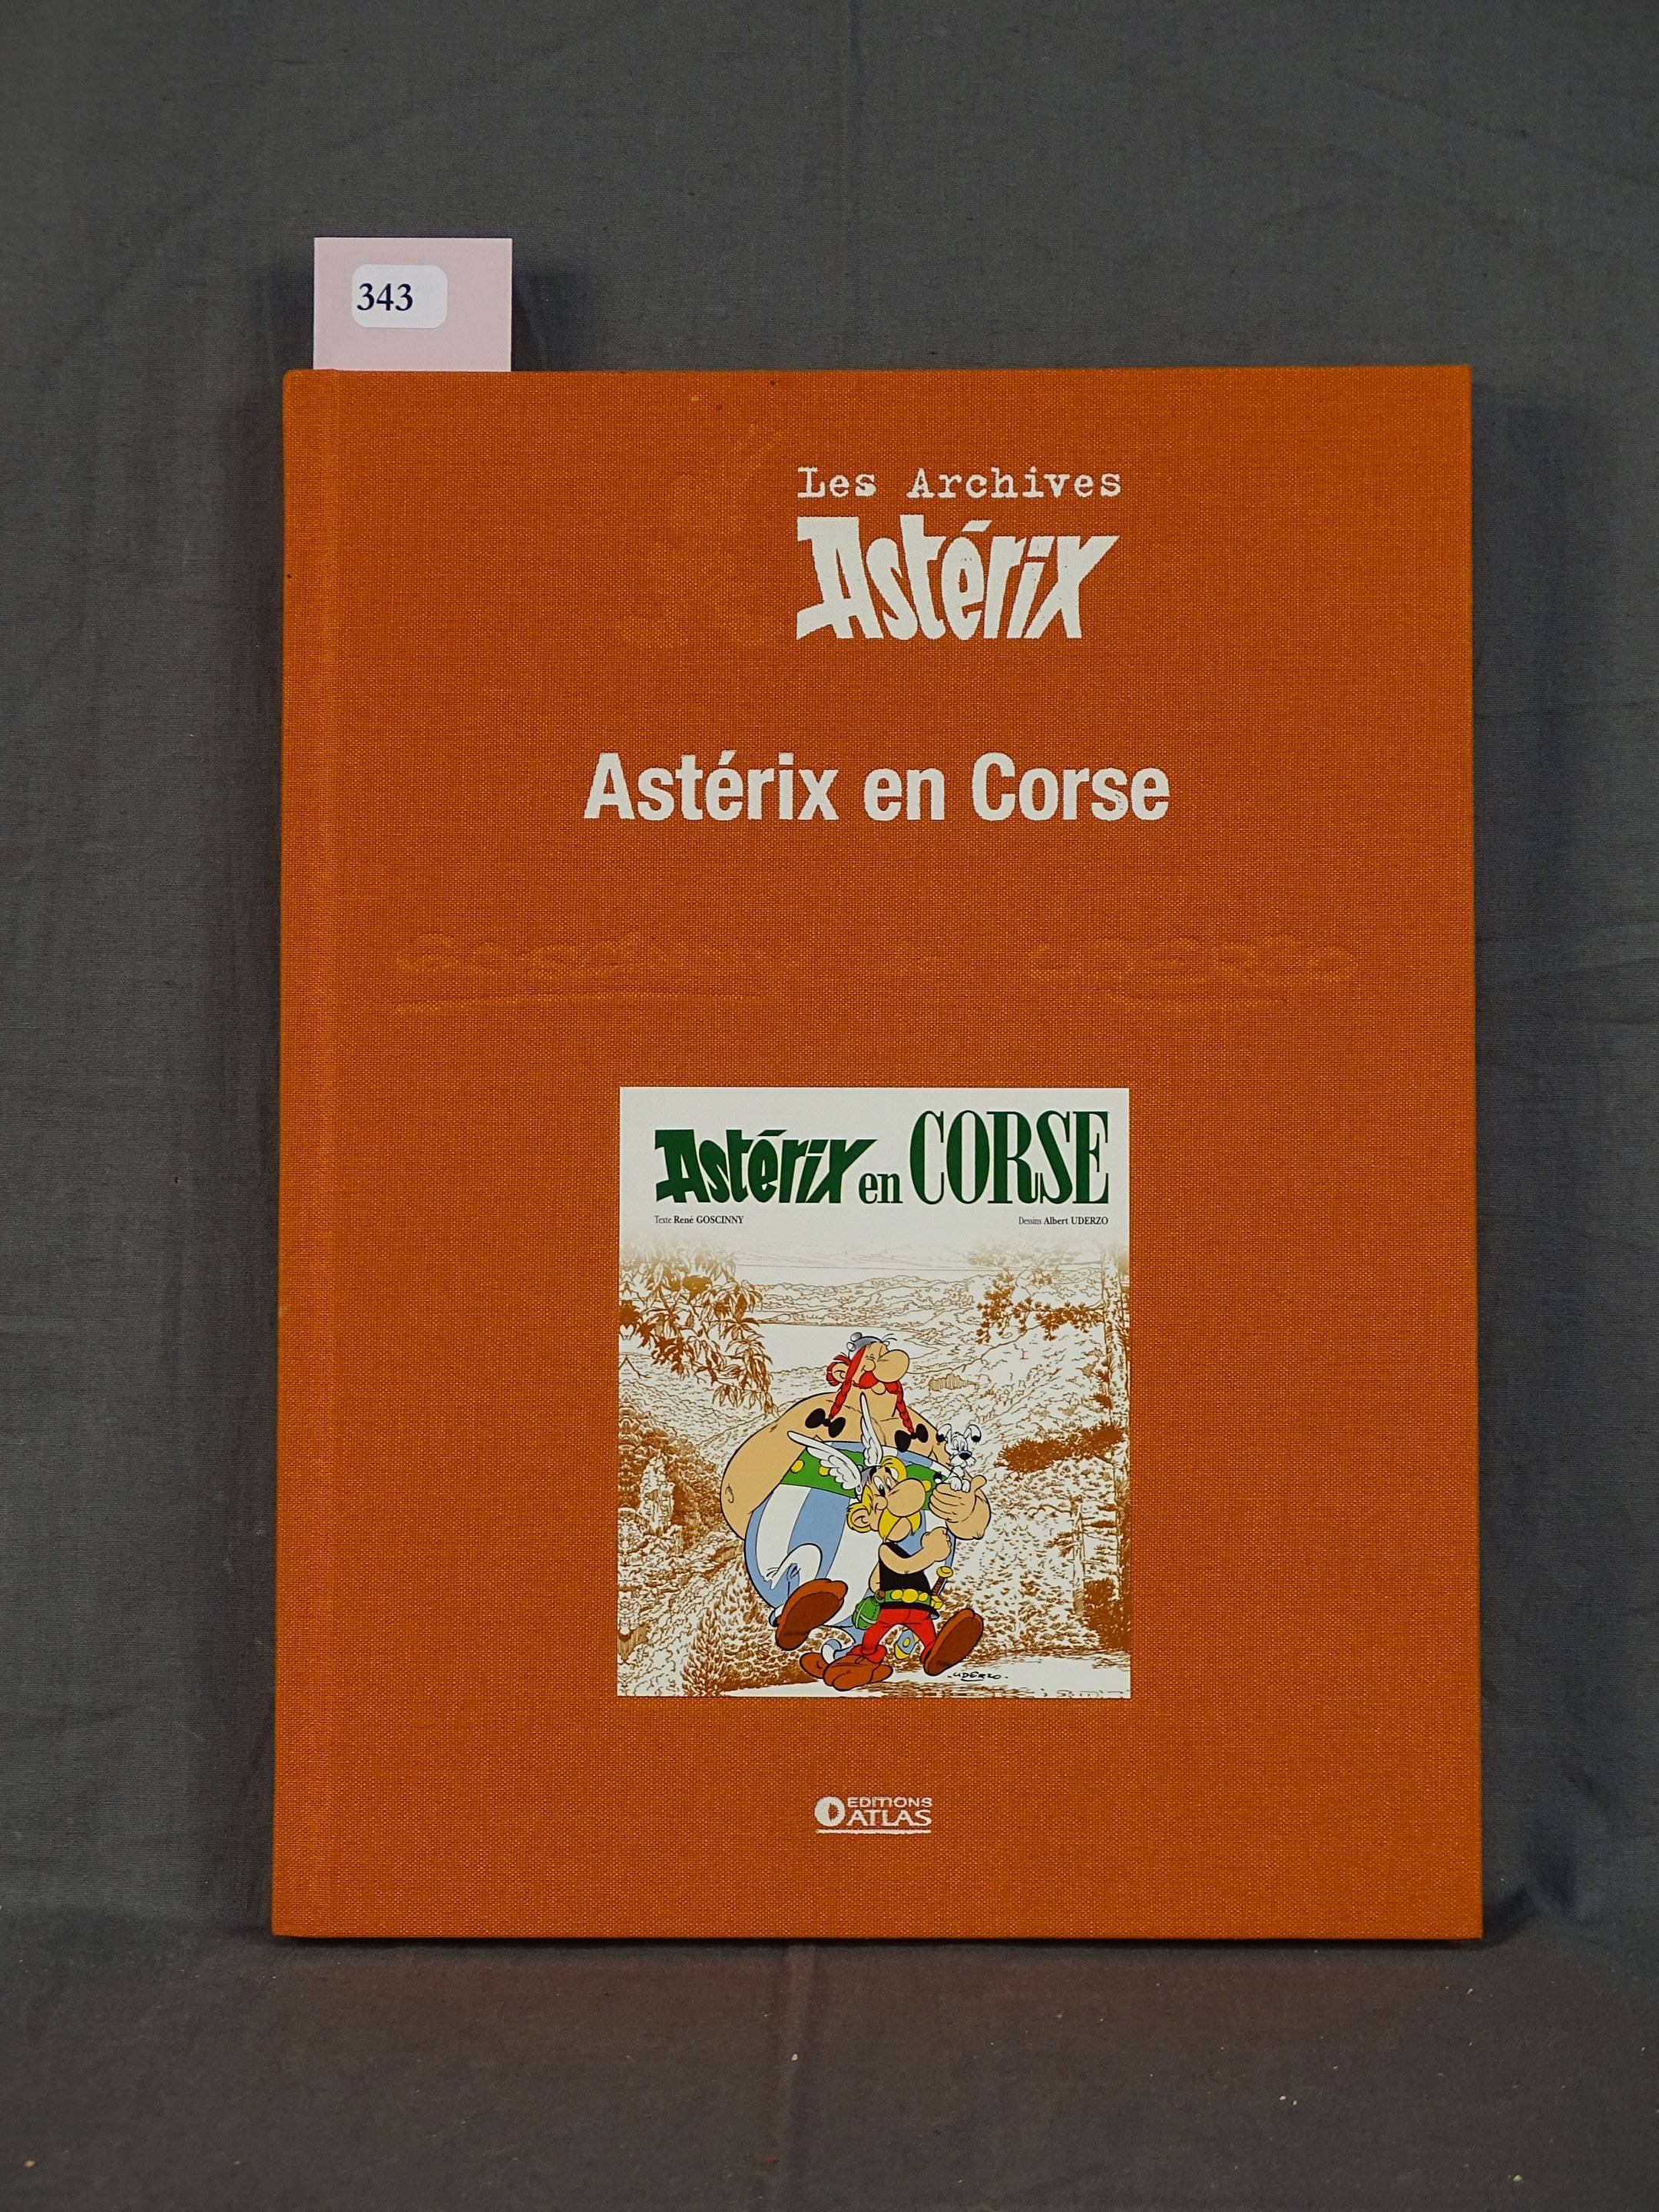 343
Les Archives
Astérix
Astérix en Corse
Astérix en CORSE
Texte René GOSCINNY Dessins Albert UDERZO
-UDERZO-
EDITIONS
ATLAS